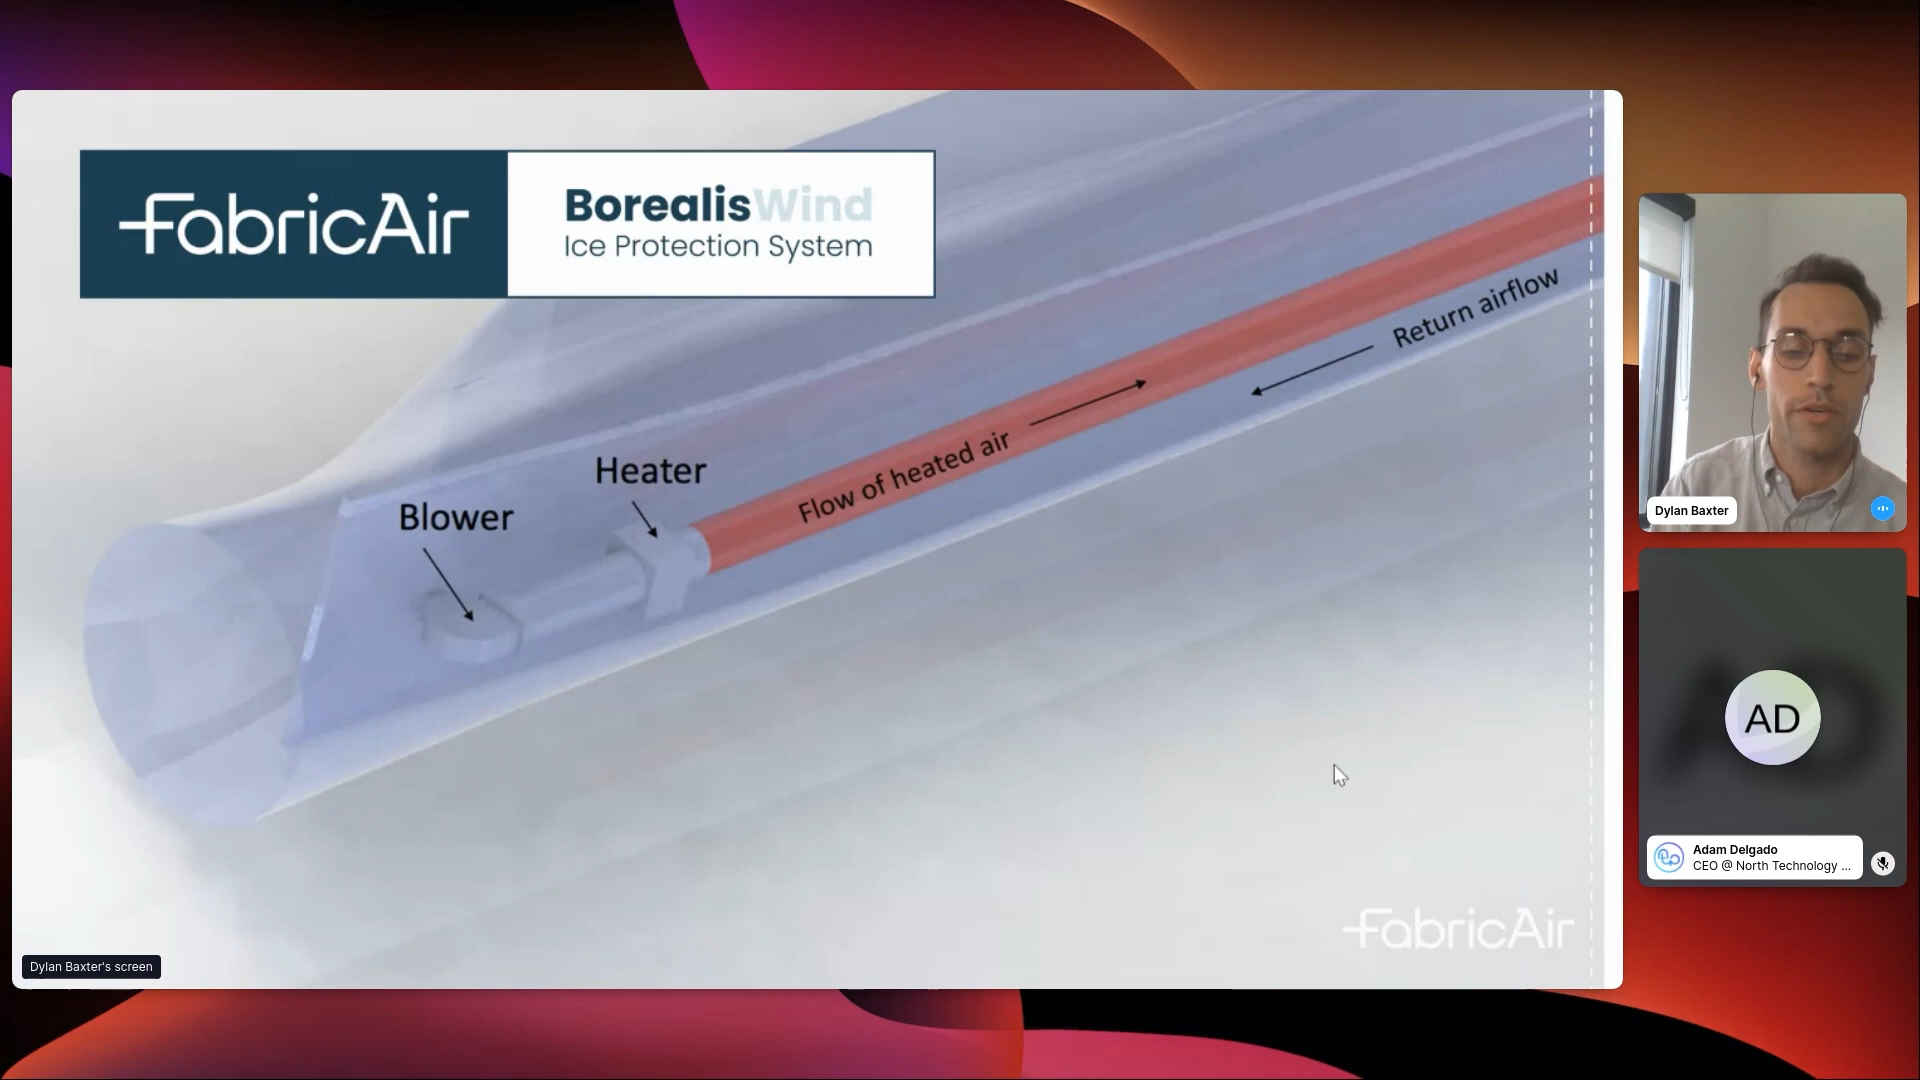 FabricAir
BorealisWind
Ice Protection System
Return airflow
Flow of heated air
Heater
Blower
FabricAir
Dylan Baxter's screen
Dylan Baxter
AD
Adam Delgado
CEO @ North Technology ...